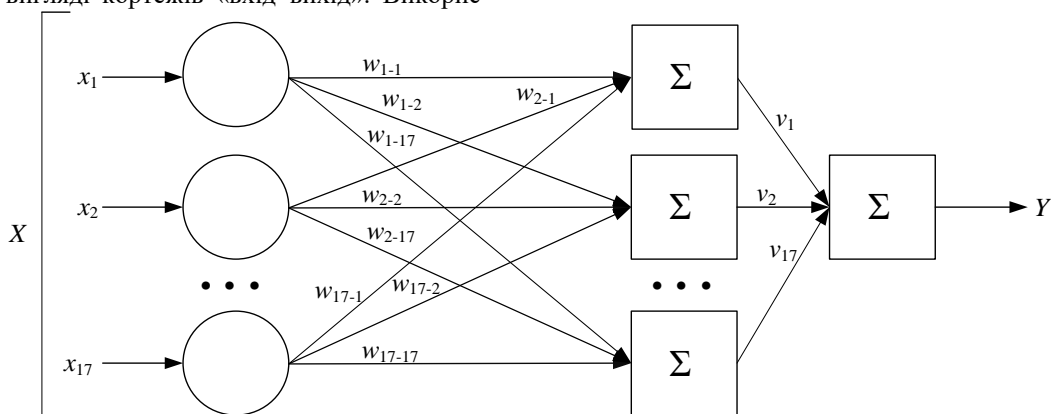 вигляді кортежів «вхід–вихід». Використ
x₁ w₁₋₁ Σ
w₁₋₂ w₂₋₁ v₁
w₁₋₁₇
x₂ w₂₋₂ Σ v₂ Σ Y
X w₂₋₁₇ v₁₇
• • • w₁₇₋₁ w₁₇₋₂ • • •
x₁₇ w₁₇₋₁₇ Σ